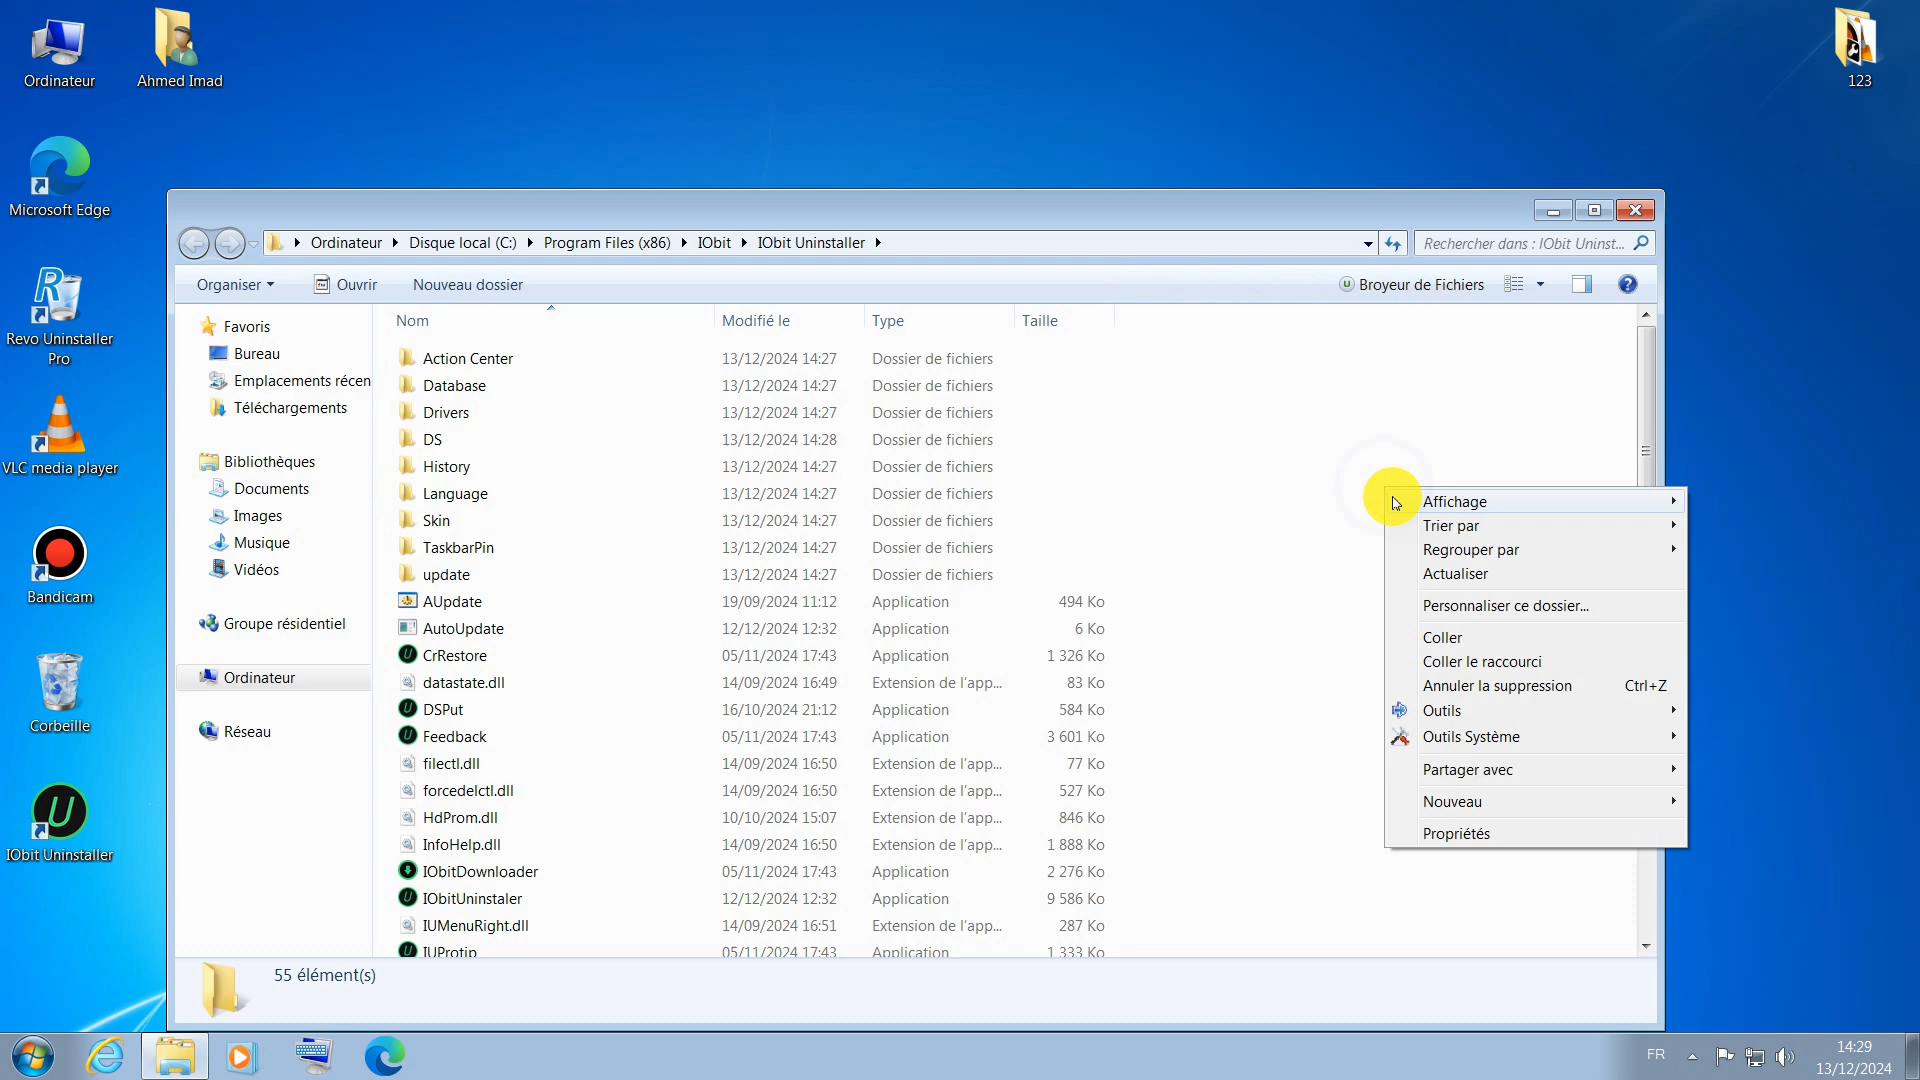 Ordinateur
Ahmed Imad
123
Microsoft Edge
Revo Uninstaller
Pro
VLC media player
Bandicam
Corbeille
IObit Uninstaller
Ordinateur
Disque local (C:)
Program Files (x86)
IObit
IObit Uninstaller
Rechercher dans : IObit Uninst...
Organiser
Ouvrir
Nouveau dossier
Broyeur de Fichiers
Favoris
Bureau
Emplacements récen
Téléchargements
Bibliothèques
Documents
Images
Musique
Vidéos
Groupe résidentiel
Ordinateur
Réseau
Nom Modifié le Type Taille
Action Center 13/12/2024 14:27 Dossier de fichiers
Database 13/12/2024 14:27 Dossier de fichiers
Drivers 13/12/2024 14:27 Dossier de fichiers
DS 13/12/2024 14:28 Dossier de fichiers
History 13/12/2024 14:27 Dossier de fichiers
Language 13/12/2024 14:27 Dossier de fichiers
Skin 13/12/2024 14:27 Dossier de fichiers
TaskbarPin 13/12/2024 14:27 Dossier de fichiers
update 13/12/2024 14:27 Dossier de fichiers
AUpdate 19/09/2024 11:12 Application 494 Ko
AutoUpdate 12/12/2024 12:32 Application 6 Ko
CrRestore 05/11/2024 17:43 Application 1 326 Ko
datastate.dll 14/09/2024 16:49 Extension de l'app... 83 Ko
DSPut 16/10/2024 21:12 Application 584 Ko
Feedback 05/11/2024 17:43 Application 3 601 Ko
filectl.dll 14/09/2024 16:50 Extension de l'app... 77 Ko
forcedelctl.dll 14/09/2024 16:50 Extension de l'app... 527 Ko
HdProm.dll 10/10/2024 15:07 Extension de l'app... 846 Ko
InfoHelp.dll 14/09/2024 16:50 Extension de l'app... 1 888 Ko
IObitDownloader 05/11/2024 17:43 Application 2 276 Ko
IObitUninstaler 12/12/2024 12:32 Application 9 586 Ko
IUMenuRight.dll 14/09/2024 16:51 Extension de l'app... 287 Ko
IUProtip 05/11/2024 17:43 Application 1 333 Ko
Affichage
Trier par
Regrouper par
Actualiser
Personnaliser ce dossier...
Coller
Coller le raccourci
Annuler la suppression Ctrl+Z
Outils
Outils Système
Partager avec
Nouveau
Propriétés
55 élément(s)
FR
14:29
13/12/2024